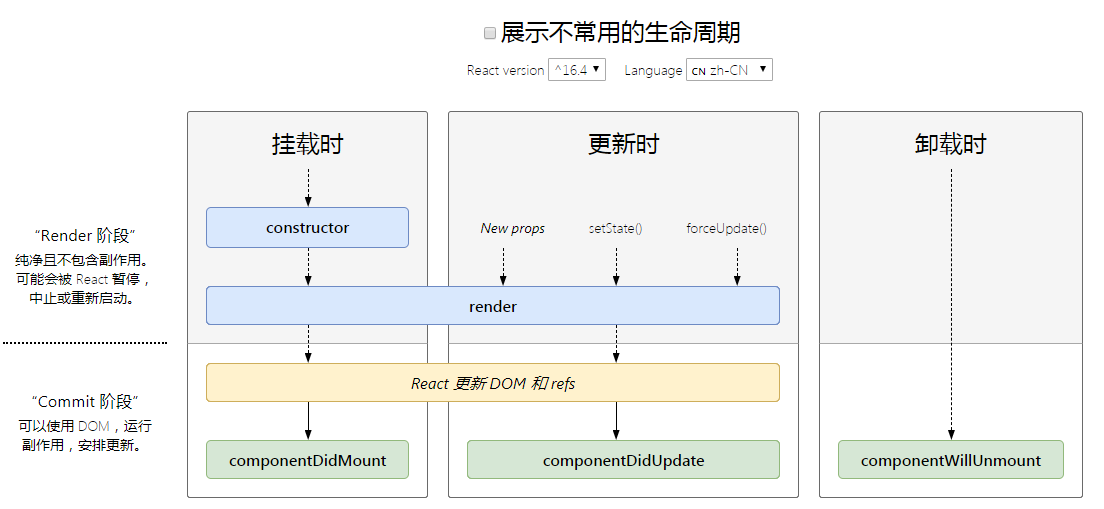 展示不常用的生命周期
React version ^16.4 Language CN zh-CN
挂载时
更新时
卸载时
“Render 阶段”
纯净且不包含副作用。
可能会被 React 暂停，
中止或重新启动。
constructor
New props
setState()
forceUpdate()
render
React 更新 DOM 和 refs
“Commit 阶段”
可以使用 DOM，运行
副作用，安排更新。
componentDidMount
componentDidUpdate
componentWillUnmount